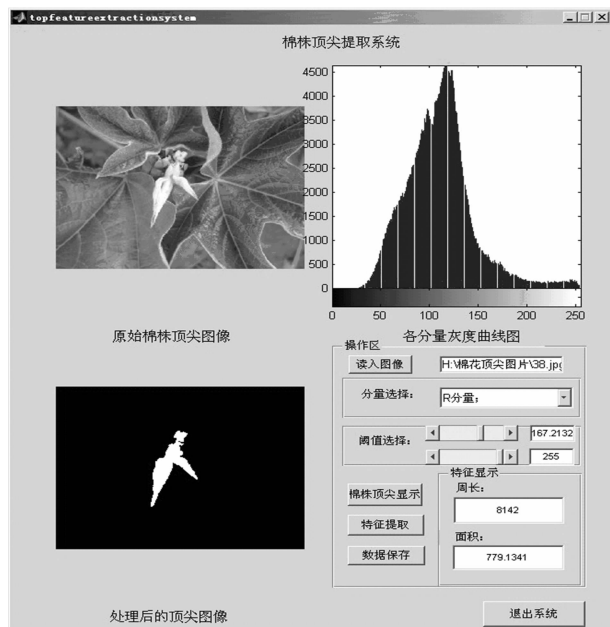 topfeatureextractionsystem
棉株顶尖提取系统
4500
4000
3500
3000
2500
2000
1500
1000
500
0
0 50 100 150 200 250
原始棉株顶尖图像
各分量灰度曲线图
操作区
读入图像 H:\棉花顶尖图片\38.jpg
分量选择: R分量;
阈值选择: 167.2132
255
棉株顶尖显示
特征提取
数据保存
特征显示
周长:
8142
面积:
779.1341
处理后的顶尖图像
退出系统